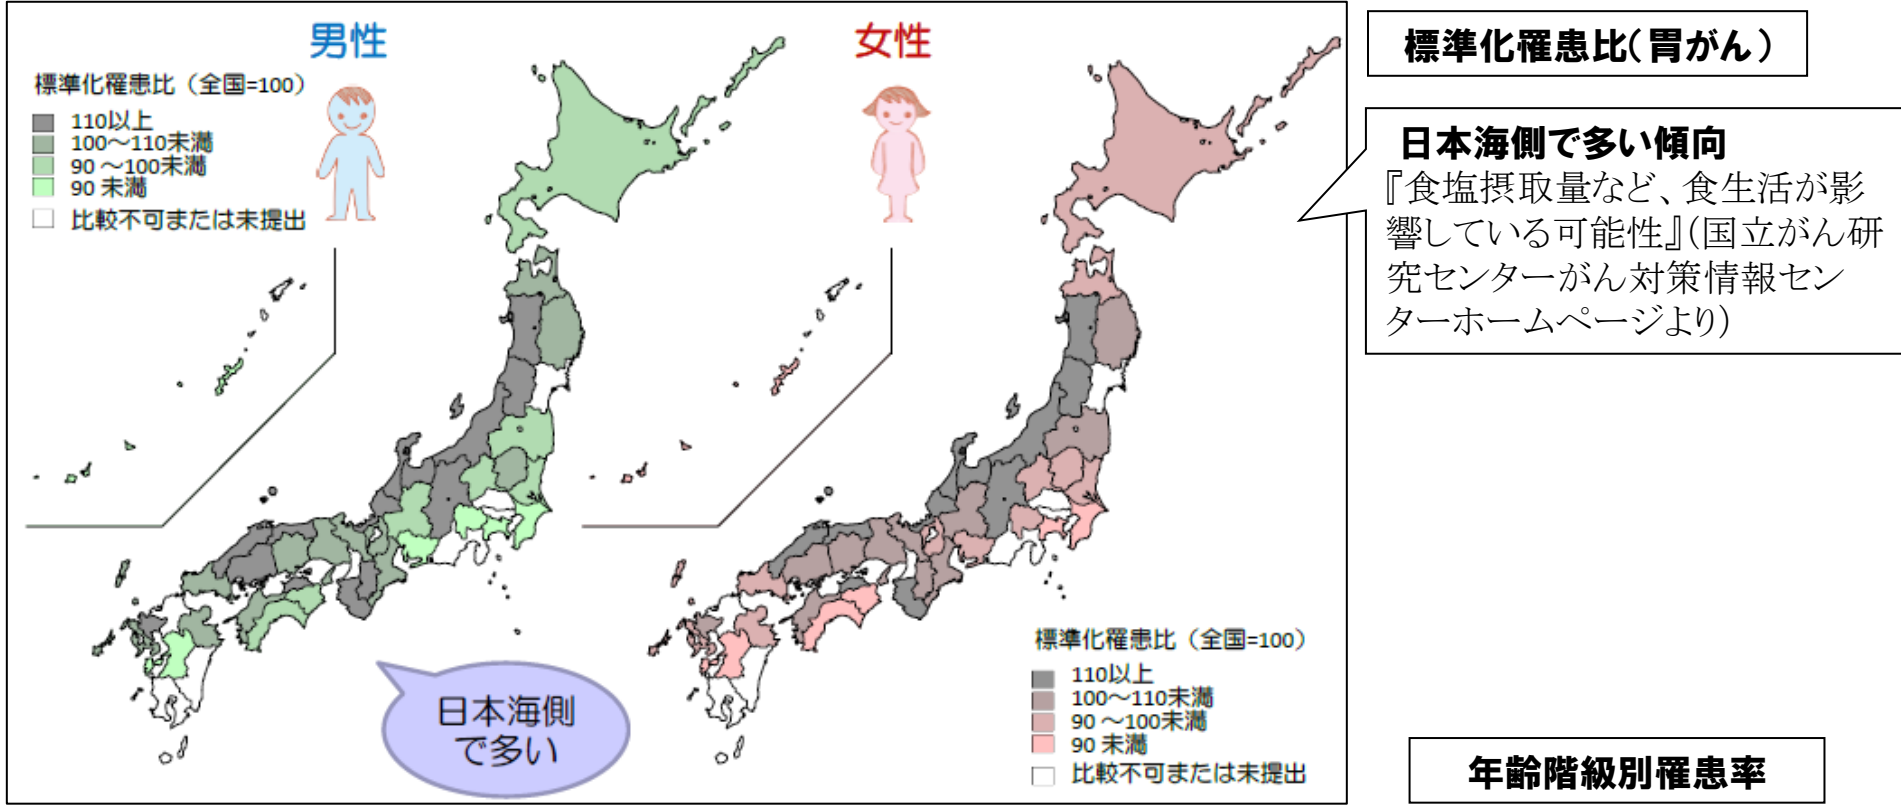 男性
標準化罹患比（全国=100）
110以上
100～110未満
90 ～100未満
90 未満
比較不可または未提出
女性
標準化罹患比（全国=100）
110以上
100～110未満
90 ～100未満
90 未満
比較不可または未提出
日本海側
で多い
標準化罹患比（胃がん）
日本海側で多い傾向
『食塩摂取量など、食生活が影
響している可能性』（国立がん研
究センターがん対策情報セン
ターホームページより）
年齢階級別罹患率